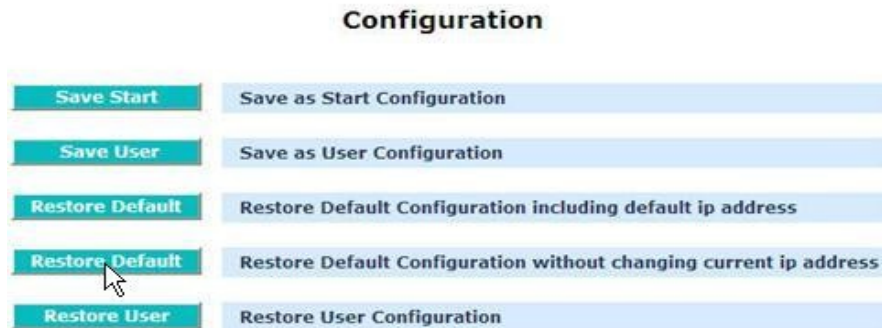 Configuration
Save Start Save as Start Configuration
Save User Save as User Configuration
Restore Default Restore Default Configuration including default ip address
Restore Default Restore Default Configuration without changing current ip address
Restore User Restore User Configuration